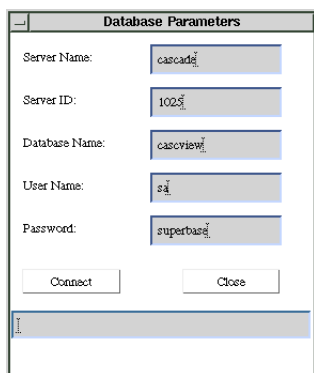 Database Parameters
Server Name: cascade
Server ID: 1025
Database Name: cascview
User Name: sa
Password: superbase
Connect Close